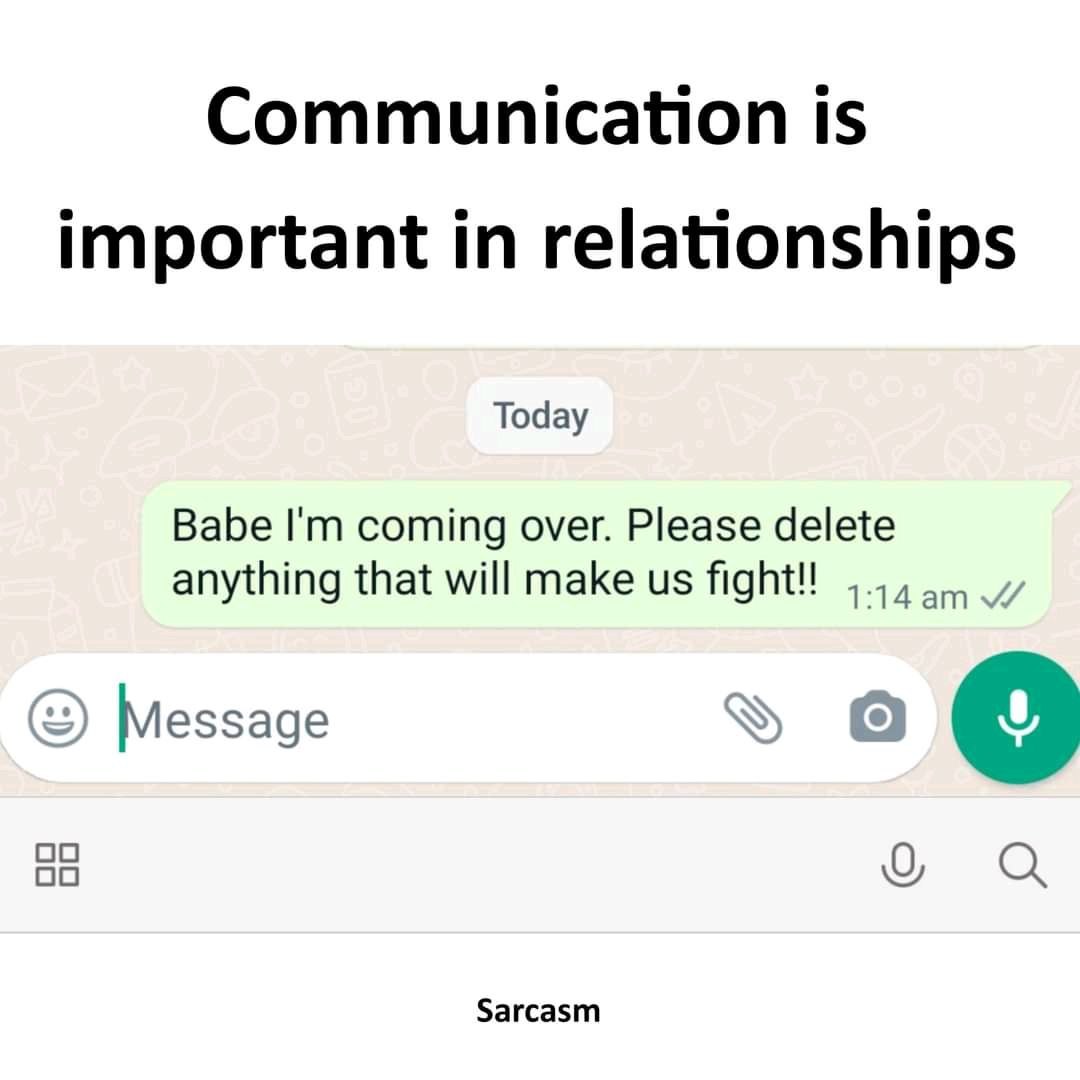 Communication is
important in relationships
Today
Babe I'm coming over. Please delete
anything that will make us fight!! 1:14 am
Message
Sarcasm